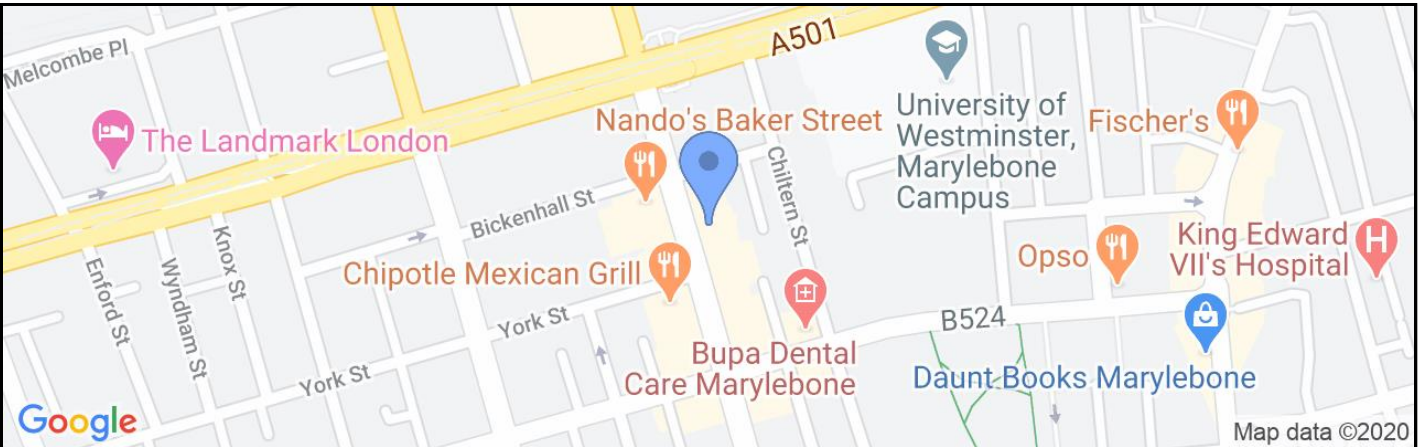 Melcombe Pl
A501
The Landmark London
Nando's Baker Street
University of
Westminster,
Marylebone
Campus
Fischer's
Bickenhall St
Chiltern St
Knox St
Wyndham St
Enford St
Chipotle Mexican Grill
York St
York St
Opso
King Edward
VII's Hospital
H
B524
Bupa Dental
Care Marylebone
Daunt Books Marylebone
Google
Map data ©2020